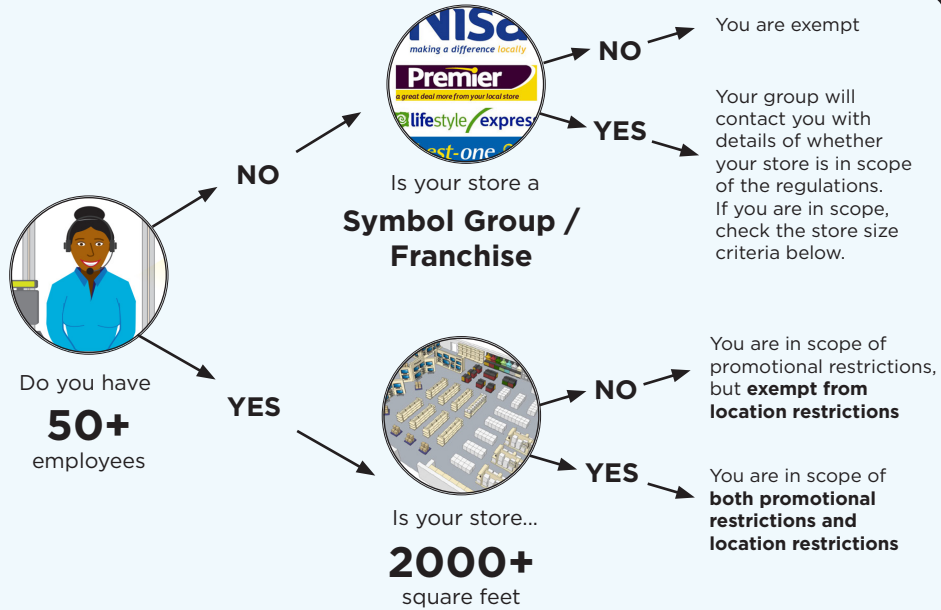 NISa
making a difference locally
Premier
a great deal more from your local store
lifestyle expres
est-one
NO
You are exempt
YES
Your group will
contact you with
details of whether
your store is in scope
of the regulations.
If you are in scope,
check the store size
criteria below.
NO
Is your store a
Symbol Group /
Franchise
Do you have
50+
employees
YES
NO
You are in scope of
promotional restrictions,
but exempt from
location restrictions
YES
You are in scope of
both promotional
restrictions and
location restrictions
Is your store...
2000+
square feet